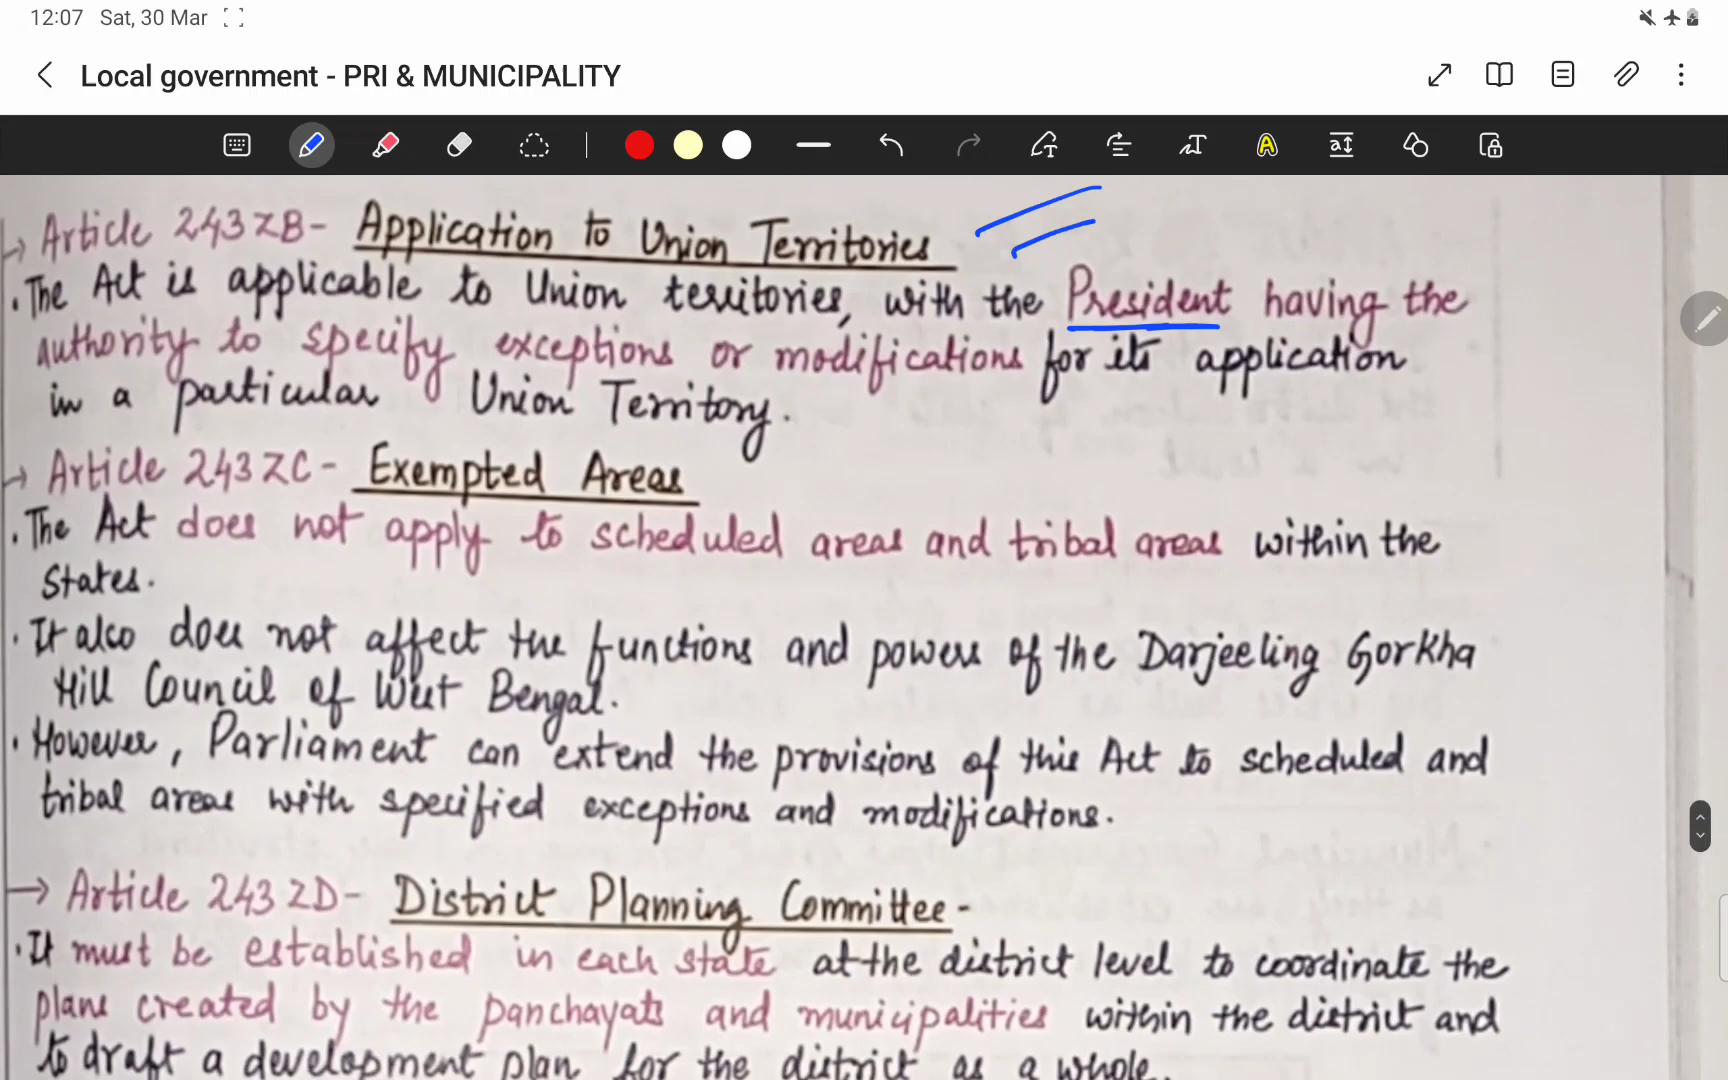 12:07 Sat, 30 Mar
Local government - PRI & MUNICIPALITY
→ Article 243ZB- Application to Union Territories
. The Act is applicable to Union territories, with the President having the
authority to specify exceptions or modifications for its application
in a particular Union Territory.
→ Article 243ZC- Exempted Areas
. The Act does not apply to scheduled areas and tribal areas within the
States.
. It also does not affect the functions and powers of the Darjeeling Gorkha
Hill Council of West Bengal.
. However, Parliament can extend the provisions of this Act to scheduled and
tribal areas with specified exceptions and modifications.
→ Article 243ZD- District Planning Committee-
. It must be established in each state at the district level to coordinate the
plans created by the panchayats and municipalities within the district and
to draft a development plan for the district as a whole.